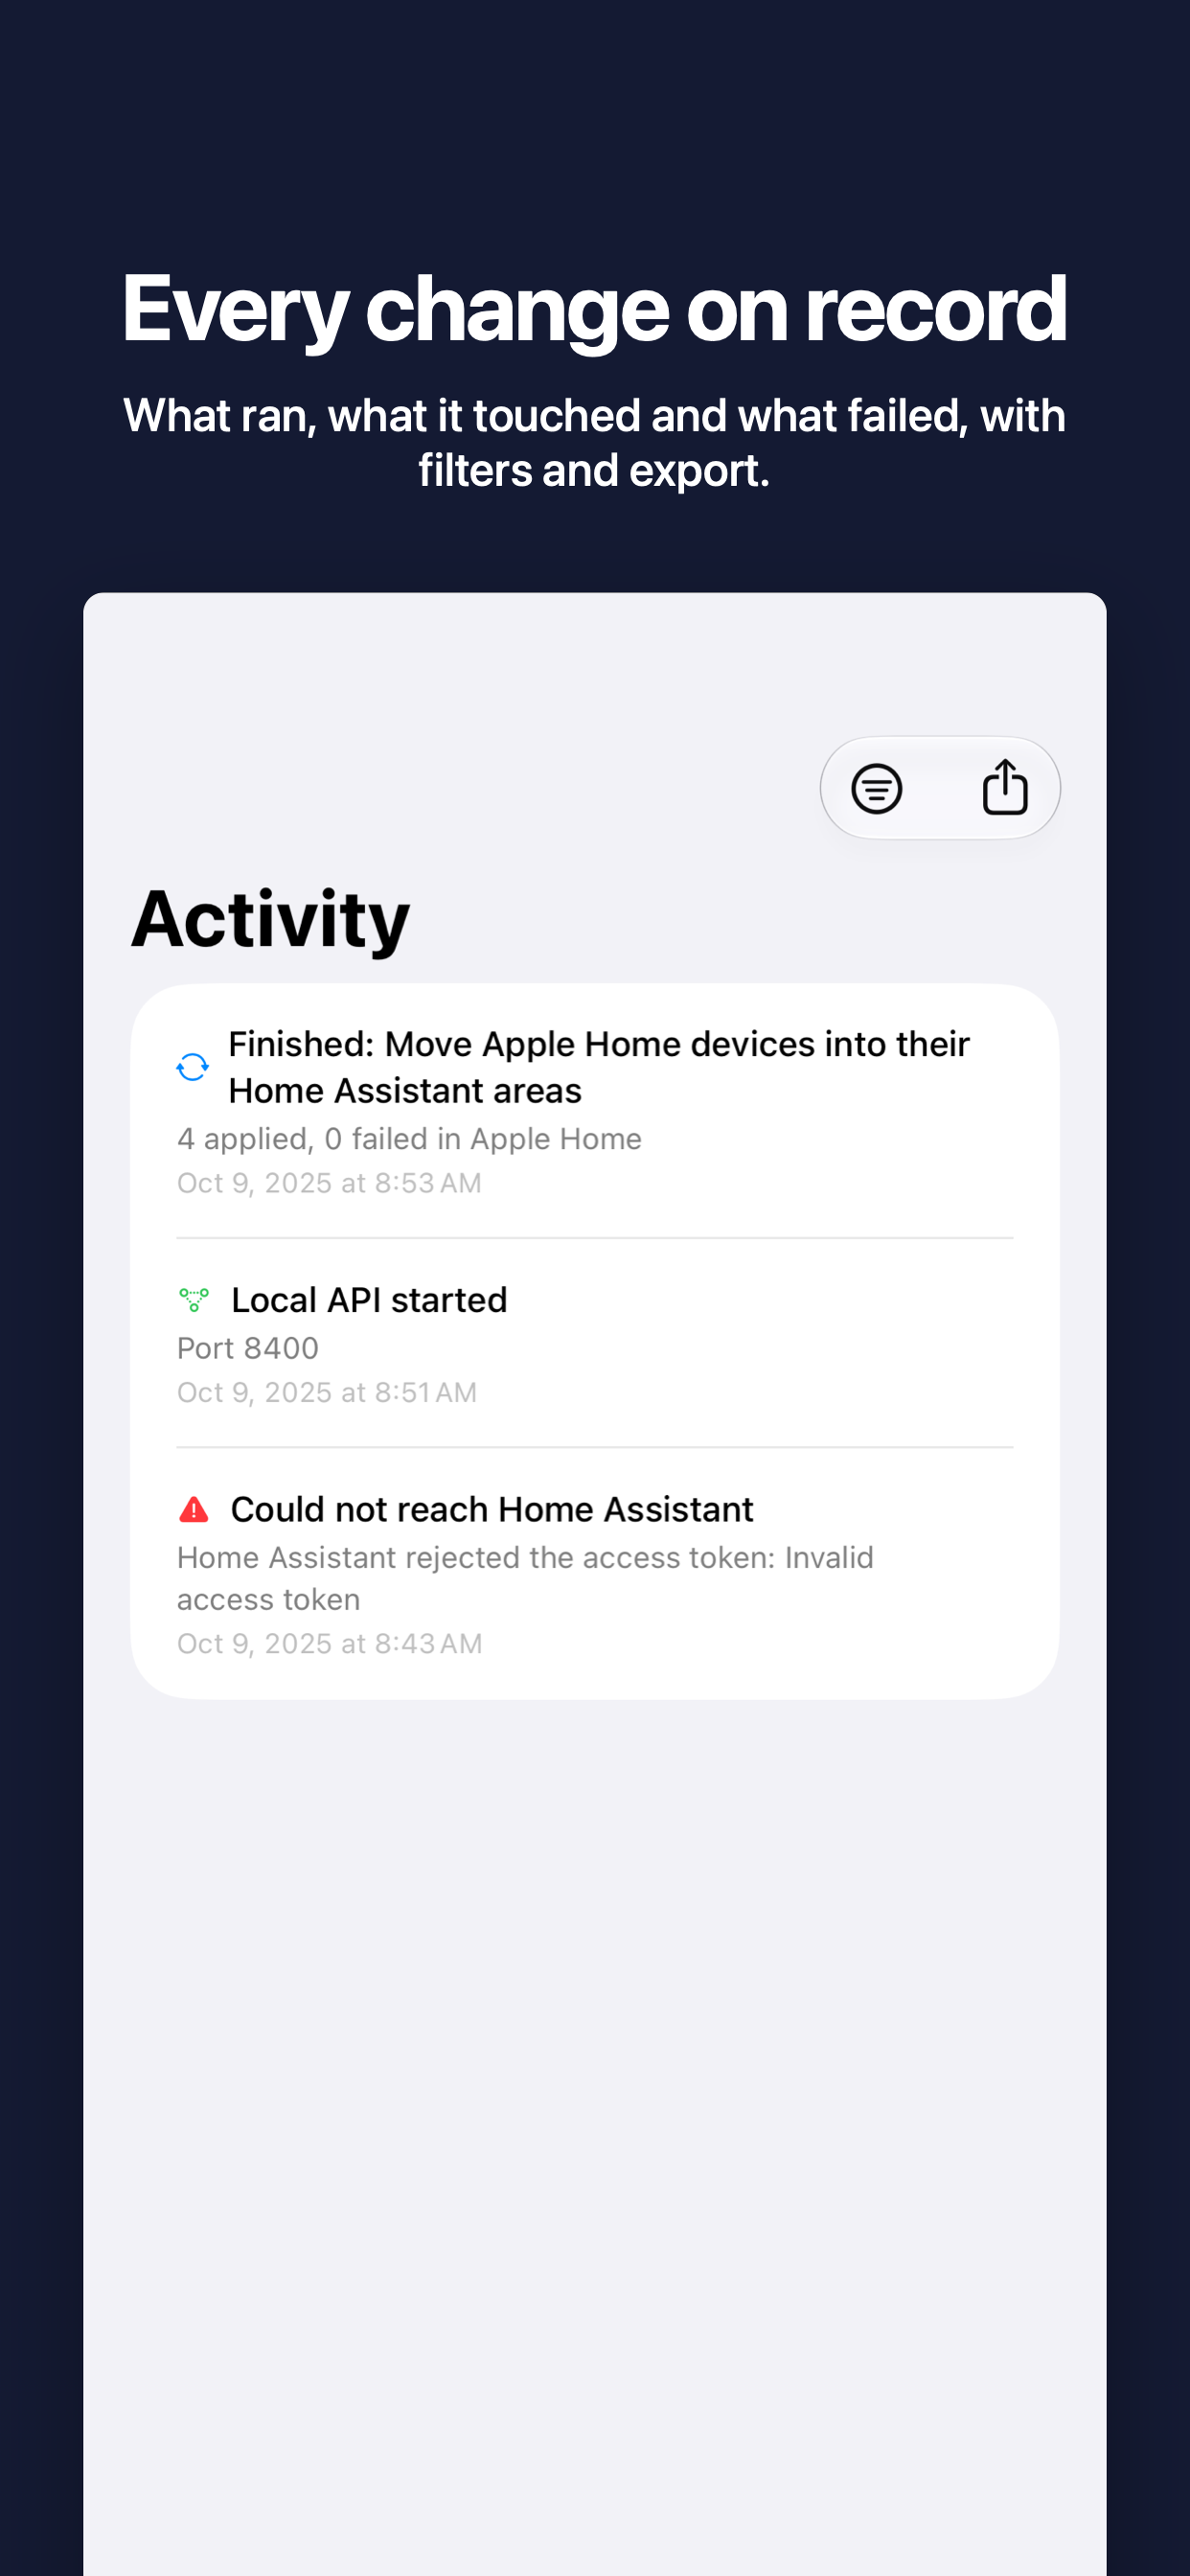 Every change on record
What ran, what it touched and what failed, with
filters and export.
Activity
Finished: Move Apple Home devices into their
Home Assistant areas
4 applied, 0 failed in Apple Home
Oct 9, 2025 at 8:53 AM
Local API started
Port 8400
Oct 9, 2025 at 8:51 AM
Could not reach Home Assistant
Home Assistant rejected the access token: Invalid
access token
Oct 9, 2025 at 8:43 AM